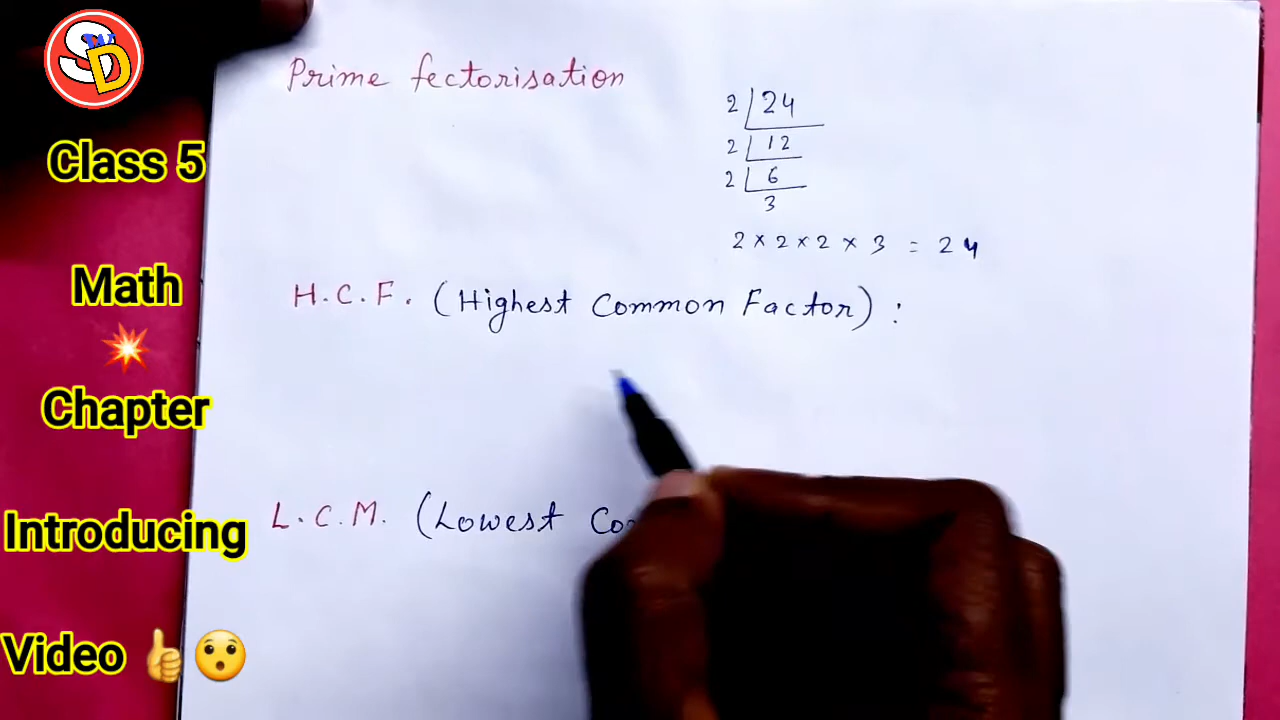 SWD
Class 5
Math
Chapter
Introducing
Video
Prime fectorisation
2 | 24
2 | 12
2 | 6
3
2 × 2 × 2 × 3 = 24
H.C.F. (Highest Common Factor) :
L.C.M. (Lowest